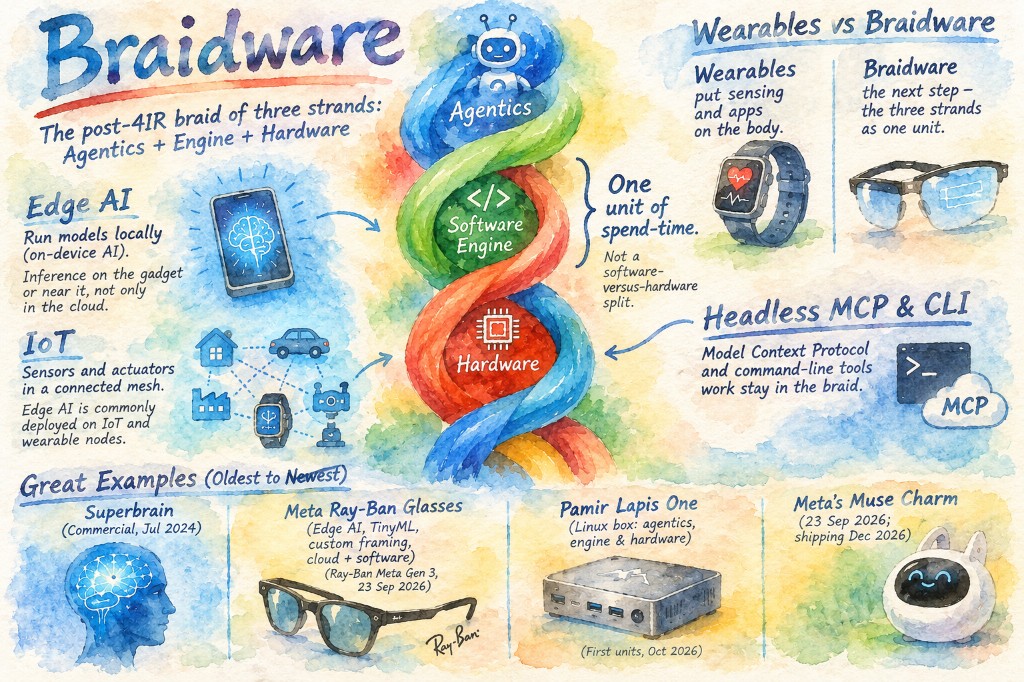 Braidware
The post-4IR braid of three strands:
Agentics + Engine + Hardware
Edge AI
Run models locally
(on-device AI).
Inference on the gadget
or near it, not only
in the cloud.
IoT
Sensors and actuators
in a connected mesh.
Edge AI is commonly
deployed on IoT and
wearable nodes.
Agentics
</>
Software
Engine
Hardware
One
unit of
spend-time.
Not a
software-
versus-hardware
split.
Wearables vs Braidware
Wearables
put sensing
and apps
on the body.
Braidware
the next step –
the three strands
as one unit.
Headless MCP & CLI
Model Context Protocol
and command-line tools
work stay in the braid.
>_
MCP
Great Examples (Oldest to Newest)
Superbrain
(Commercial, Jul 2024)
Meta Ray-Ban Glasses
(Edge AI, TinyML,
custom framing,
cloud + software)
(Ray-Ban Meta Gen 3,
23 Sep 2026)
Ray-Ban
Pamir Lapis One
(Linux box: agentics,
engine & hardware)
(First units, Oct 2026)
Meta's Muse Charm
(23 Sep 2026;
shipping Dec 2026)